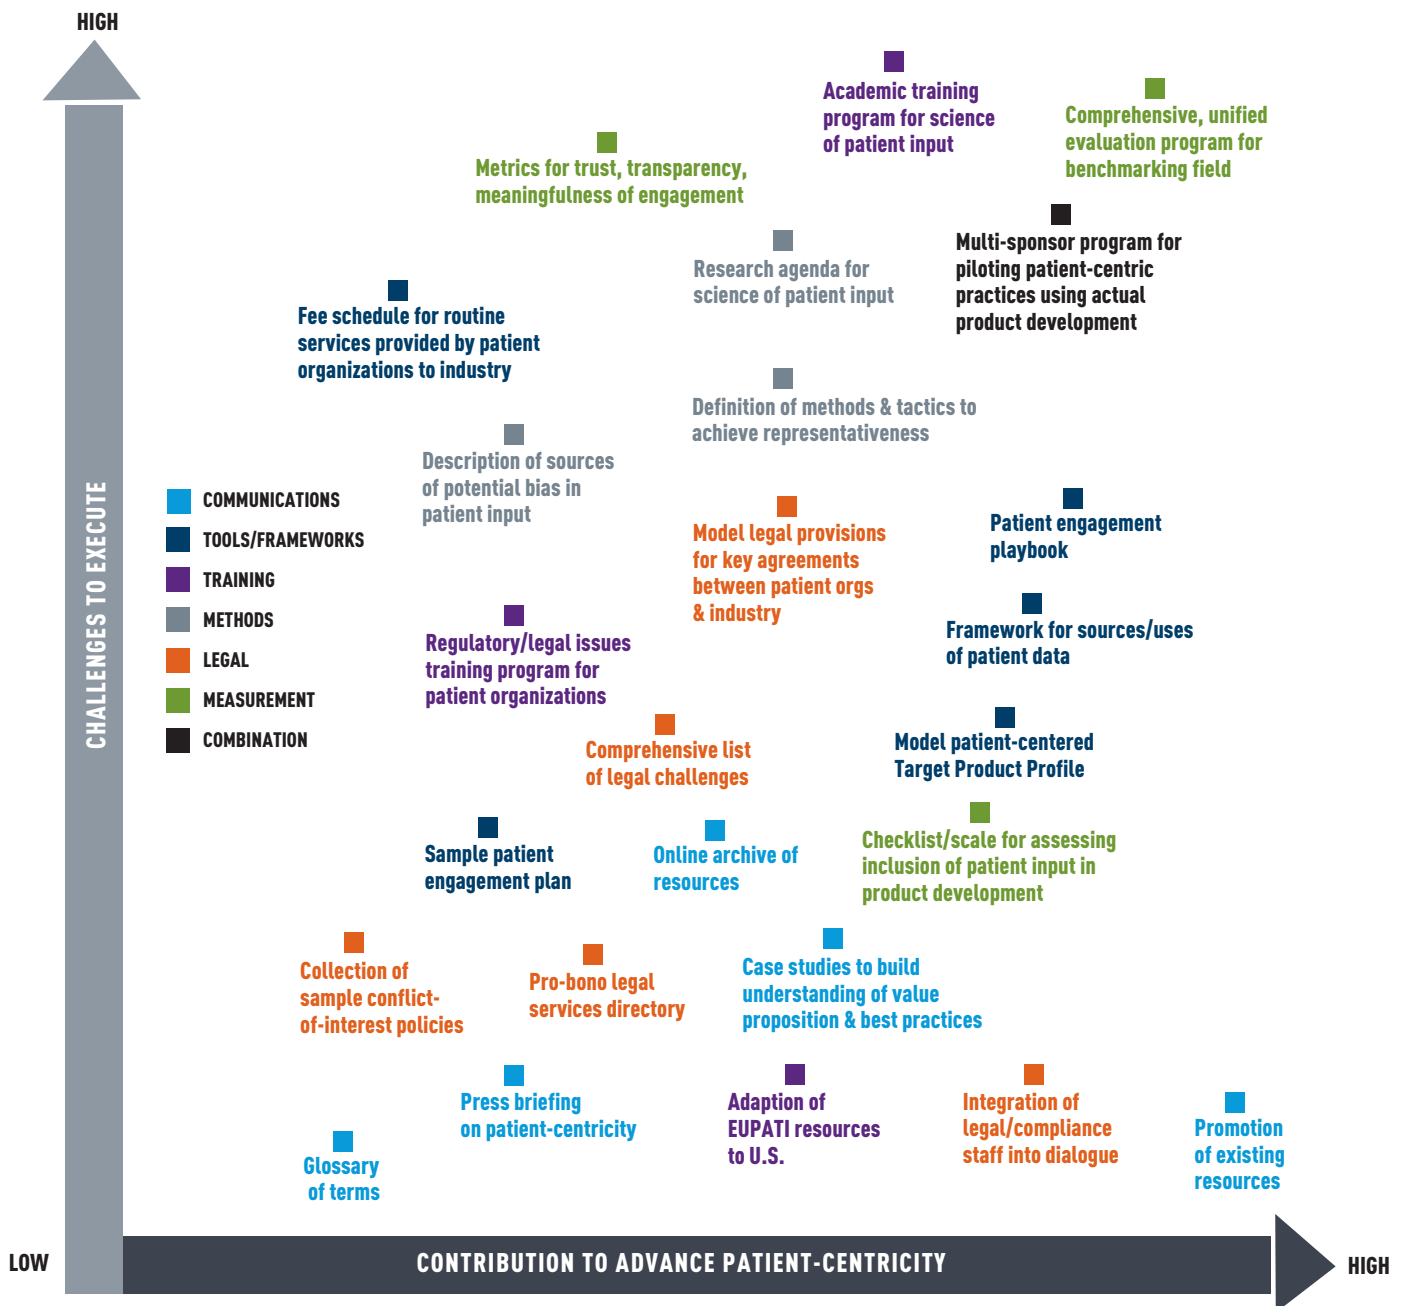 HIGH
Academic training
program for science
of patient input
Comprehensive, unified
evaluation program for
benchmarking field
Metrics for trust, transparency,
meaningfulness of engagement
Multi-sponsor program for
piloting patient-centric
practices using actual
product development
Research agenda for
science of patient input
Fee schedule for routine
services provided by patient
organizations to industry
Definition of methods & tactics to
achieve representativeness
Description of sources
of potential bias in
patient input
CHALLENGES TO EXECUTE
COMMUNICATIONS
TOOLS/FRAMEWORKS
TRAINING
METHODS
LEGAL
MEASUREMENT
COMBINATION
Model legal provisions
for key agreements
between patient orgs
& industry
Patient engagement
playbook
Regulatory/legal issues
training program for
patient organizations
Framework for sources/uses
of patient data
Comprehensive list
of legal challenges
Model patient-centered
Target Product Profile
Sample patient
engagement plan
Online archive of
resources
Checklist/scale for assessing
inclusion of patient input in
product development
Collection of
sample conflict-
of-interest policies
Pro-bono legal
services directory
Case studies to build
understanding of value
proposition & best practices
Press briefing
on patient-centricity
Adaption of
EUPATI resources
to U.S.
Integration of
legal/compliance
staff into dialogue
Promotion
of existing
resources
Glossary
of terms
LOW
CONTRIBUTION TO ADVANCE PATIENT-CENTRICITY
HIGH